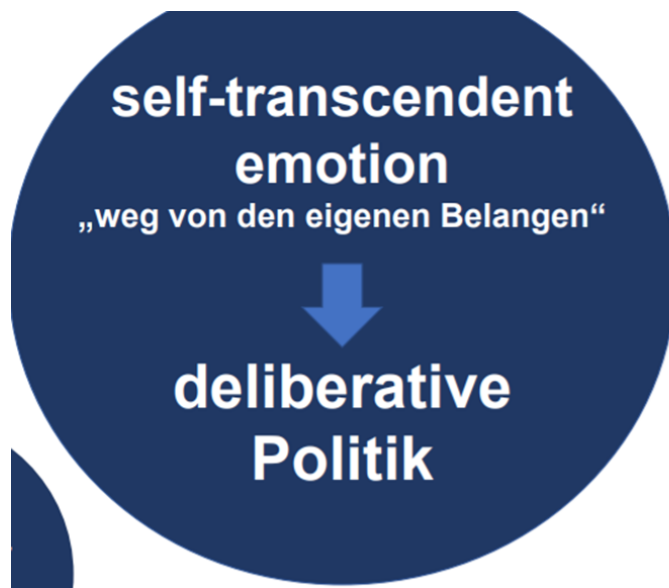 self-transcendent
emotion
„weg von den eigenen Belangen“
deliberative
Politik